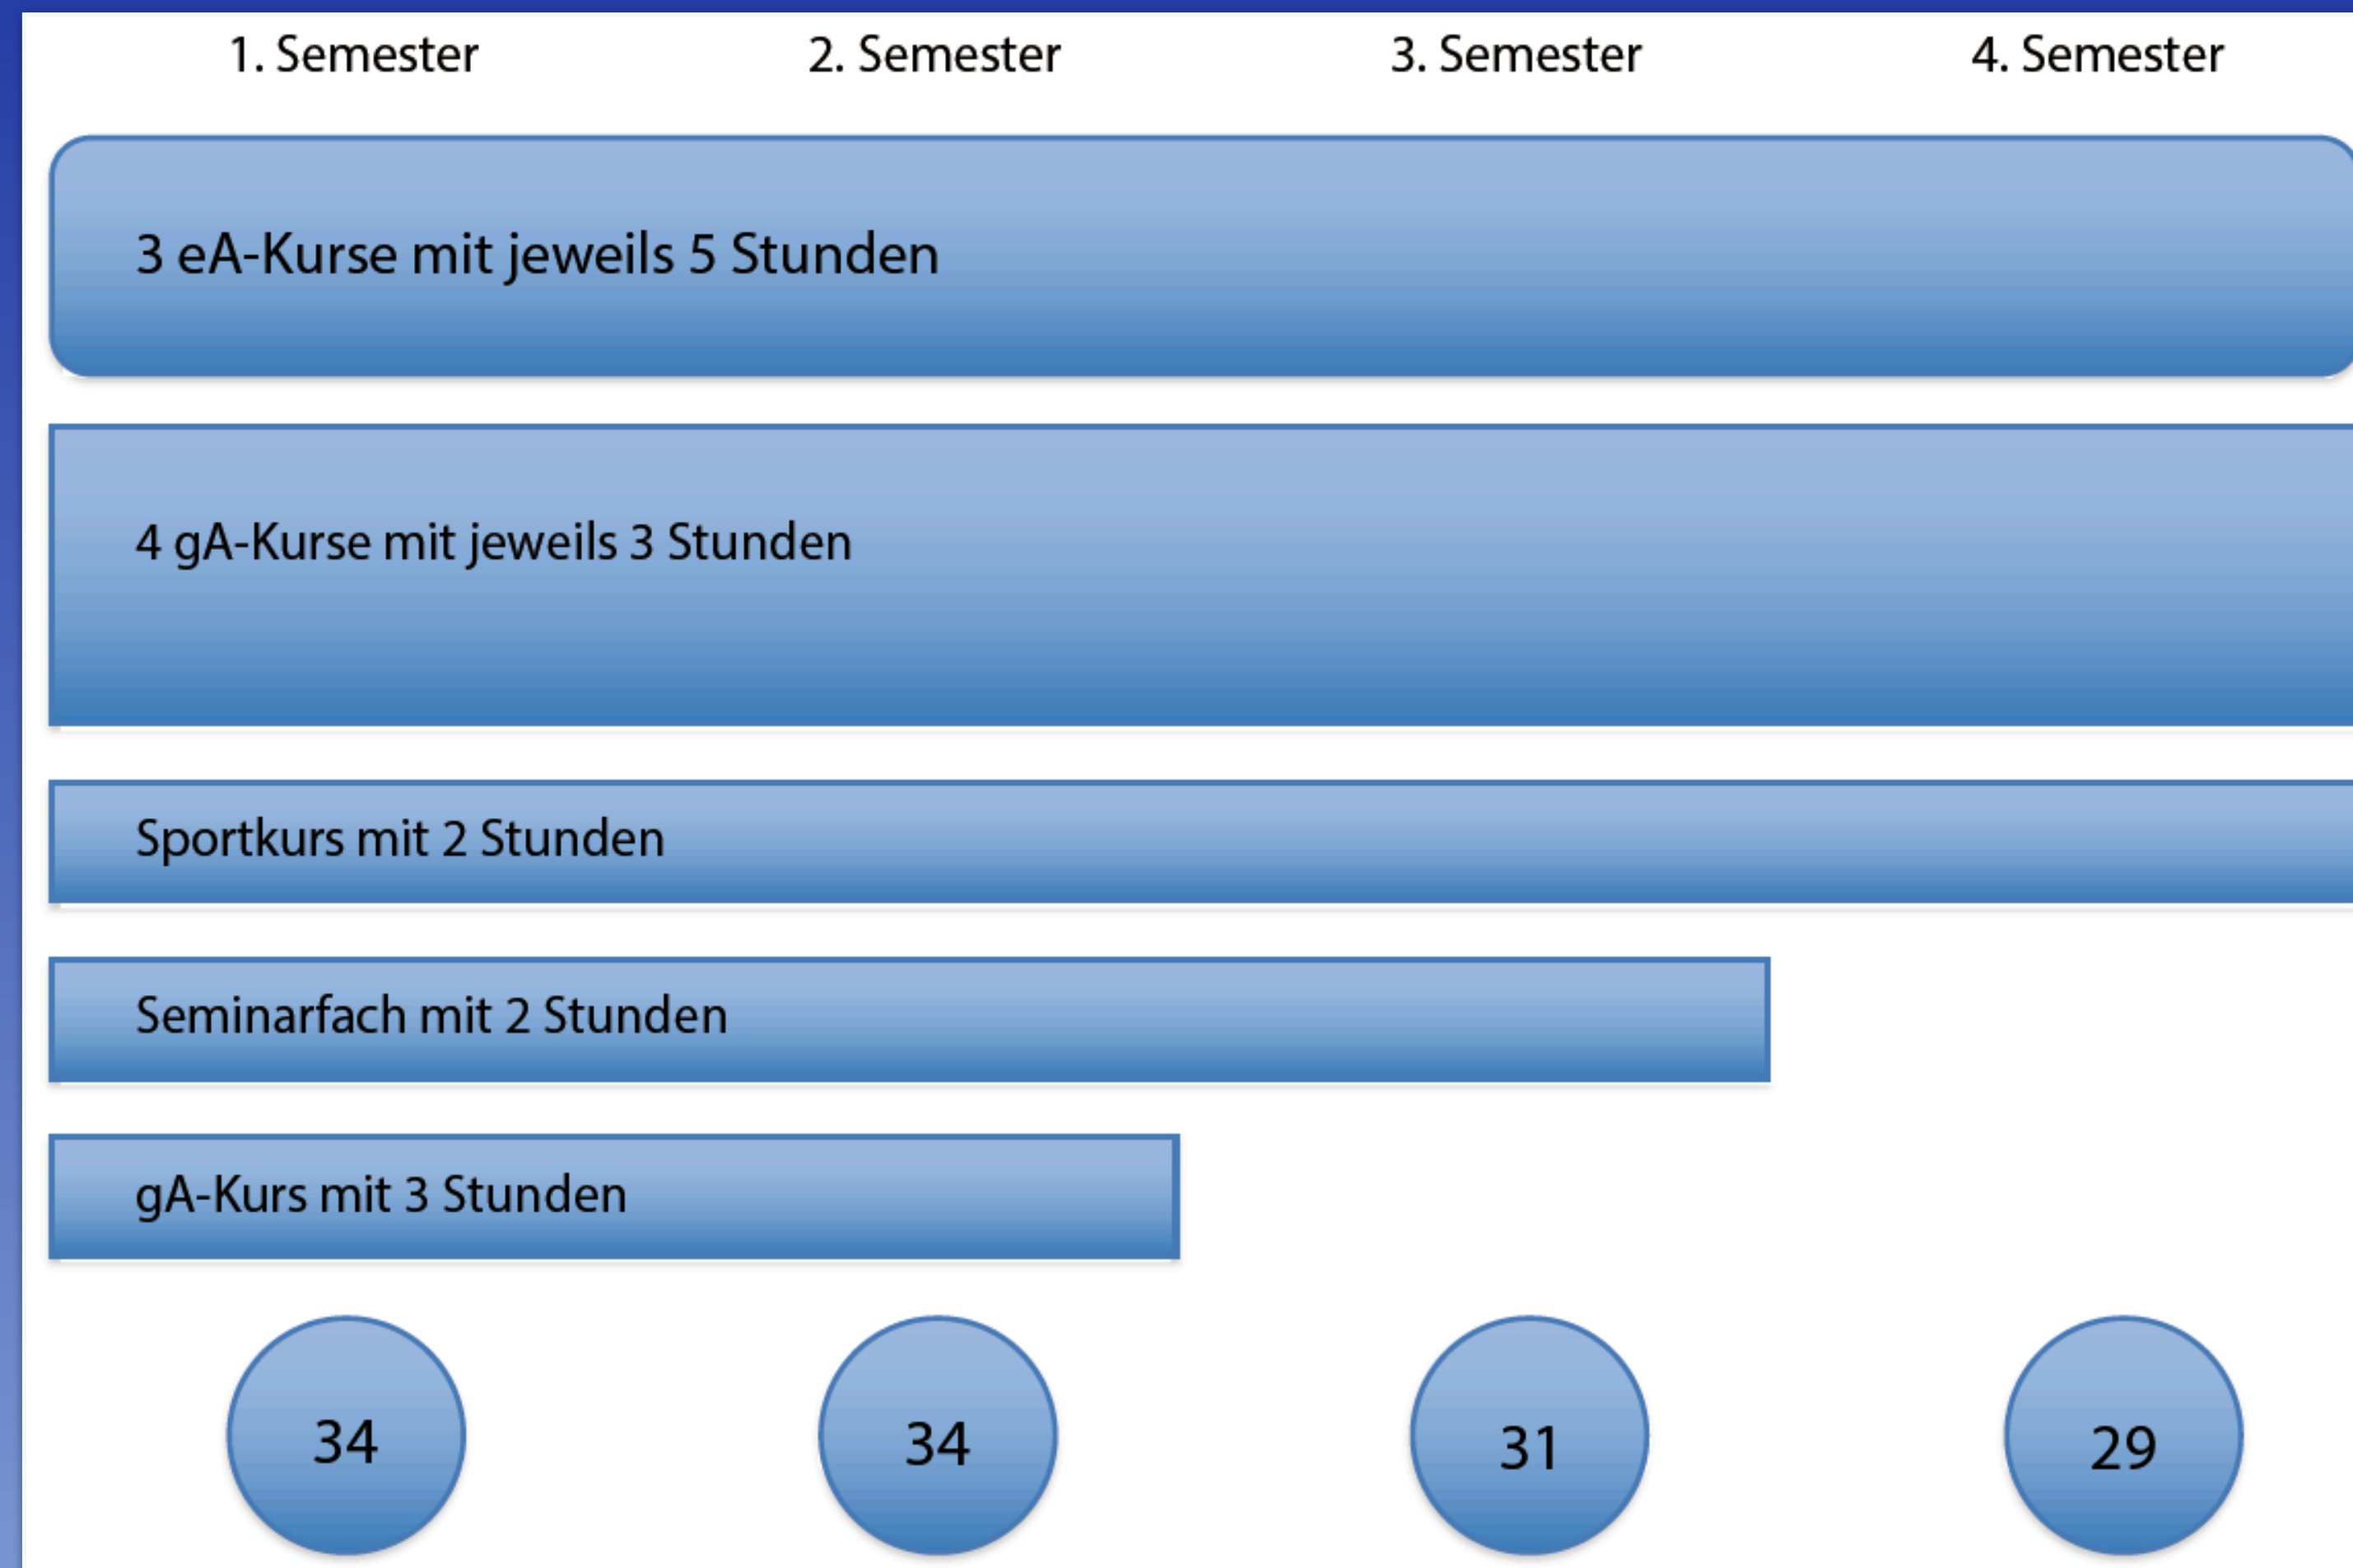 1. Semester 2. Semester 3. Semester 4. Semester
3 eA-Kurse mit jeweils 5 Stunden
4 gA-Kurse mit jeweils 3 Stunden
Sportkurs mit 2 Stunden
Seminarfach mit 2 Stunden
gA-Kurs mit 3 Stunden
34 34 31 29